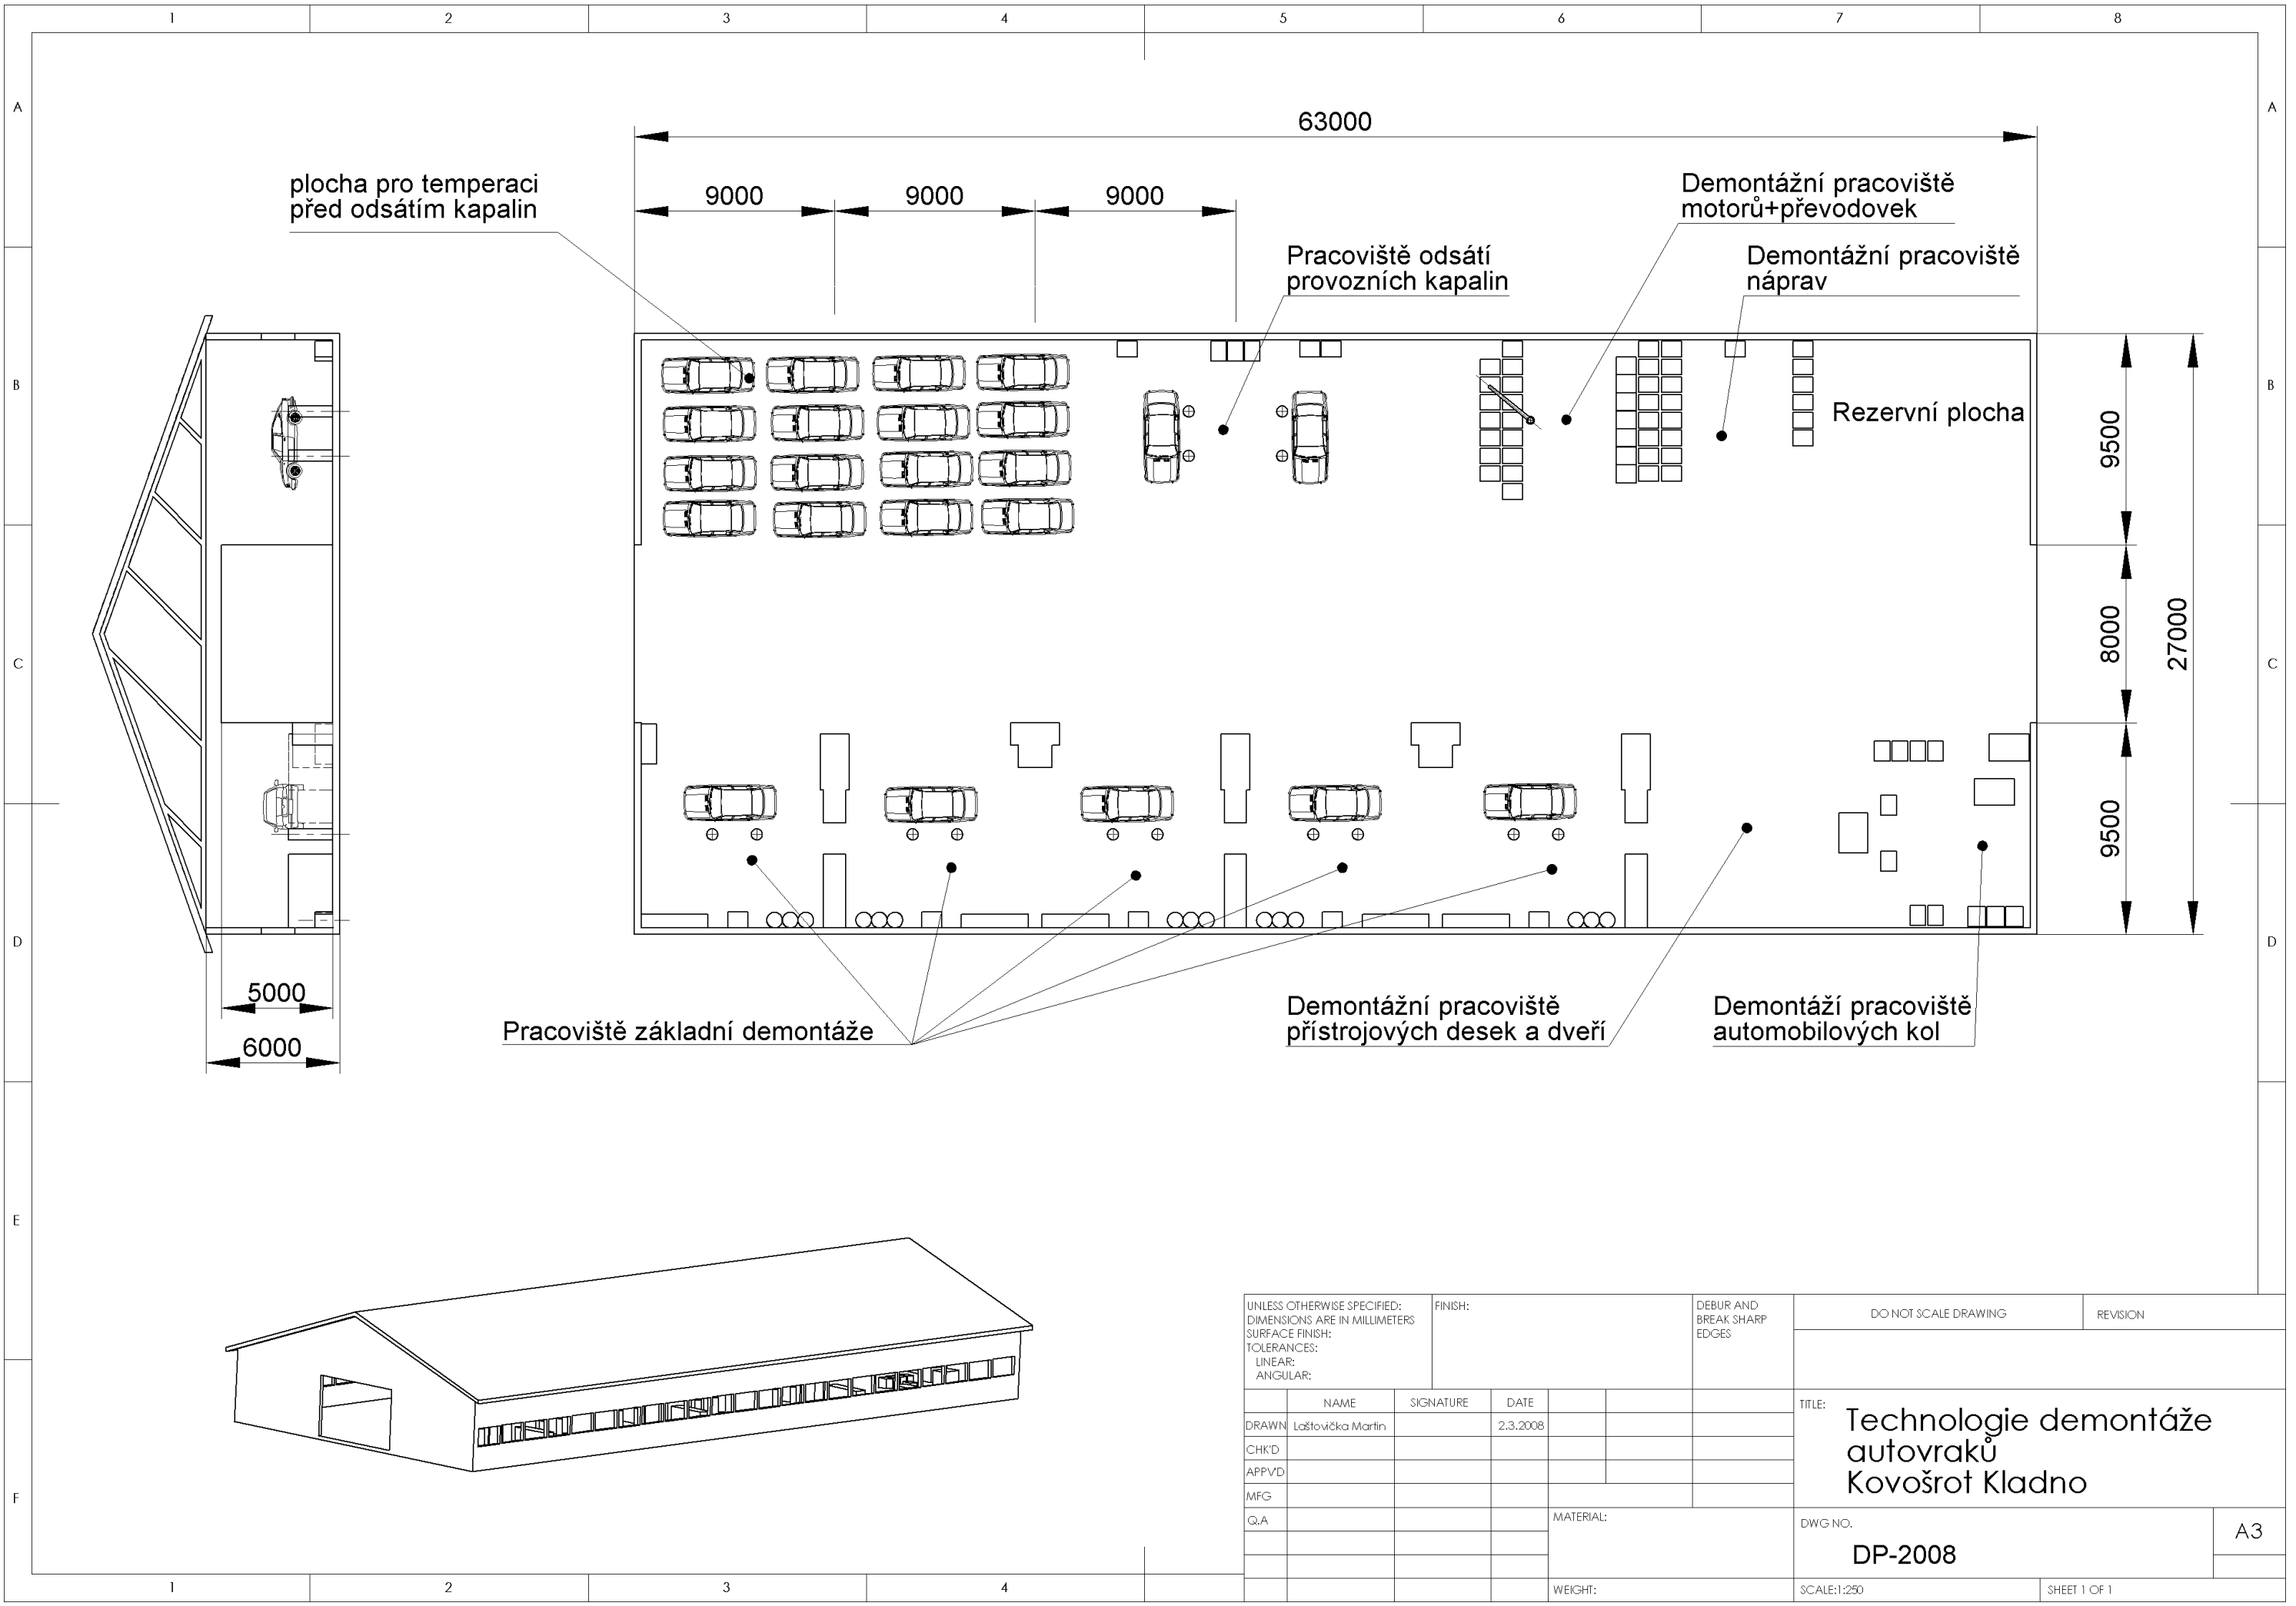 1 2 3 4 5 6 7 8
A A
63000
plocha pro temperaci
před odsátím kapalin
9000 9000 9000
Demontážní pracoviště
motorů+převodovek
Pracoviště odsátí
provozních kapalin
Demontážní pracoviště
náprav
B B
Rezervní plocha
9500
8000
27000
C C
9500
D D
5000
6000
Pracoviště základní demontáže
Demontážní pracoviště
přístrojových desek a dveří
Demontáží pracoviště
automobilových kol
E
E
F
1 2 3 4
UNLESS OTHERWISE SPECIFIED:
DIMENSIONS ARE IN MILLIMETERS
SURFACE FINISH:
TOLERANCES:
LINEAR:
ANGULAR:
FINISH:
DEBUR AND
BREAK SHARP
EDGES
DO NOT SCALE DRAWING
REVISION
NAME SIGNATURE DATE
DRAWN Laštovička Martin 2.3.2008
CHK'D
APPV'D
MFG
Q.A
MATERIAL:
WEIGHT:
TITLE:
Technologie demontáže
autovraků
Kovošrot Kladno
DWG NO.
DP-2008
A3
SCALE:1:250
SHEET 1 OF 1